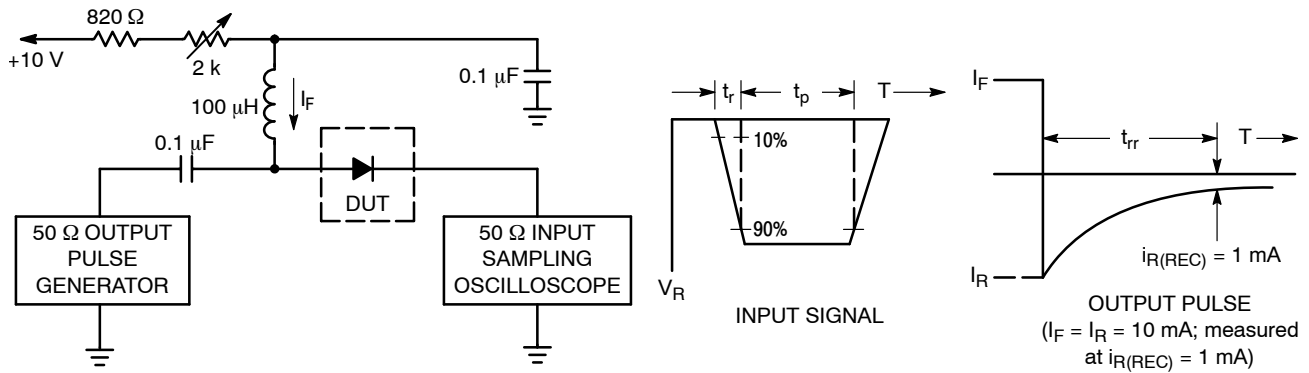 820 Ω
+10 V
2 k
100 μH
I_F
0.1 μF
0.1 μF
DUT
50 Ω OUTPUT
PULSE
GENERATOR
50 Ω INPUT
SAMPLING
OSCILLOSCOPE
t_r
t_p
T
10%
90%
V_R
INPUT SIGNAL
I_F
t_rr
T
i_R(REC) = 1 mA
I_R
OUTPUT PULSE
(I_F = I_R = 10 mA; measured
at i_R(REC) = 1 mA)